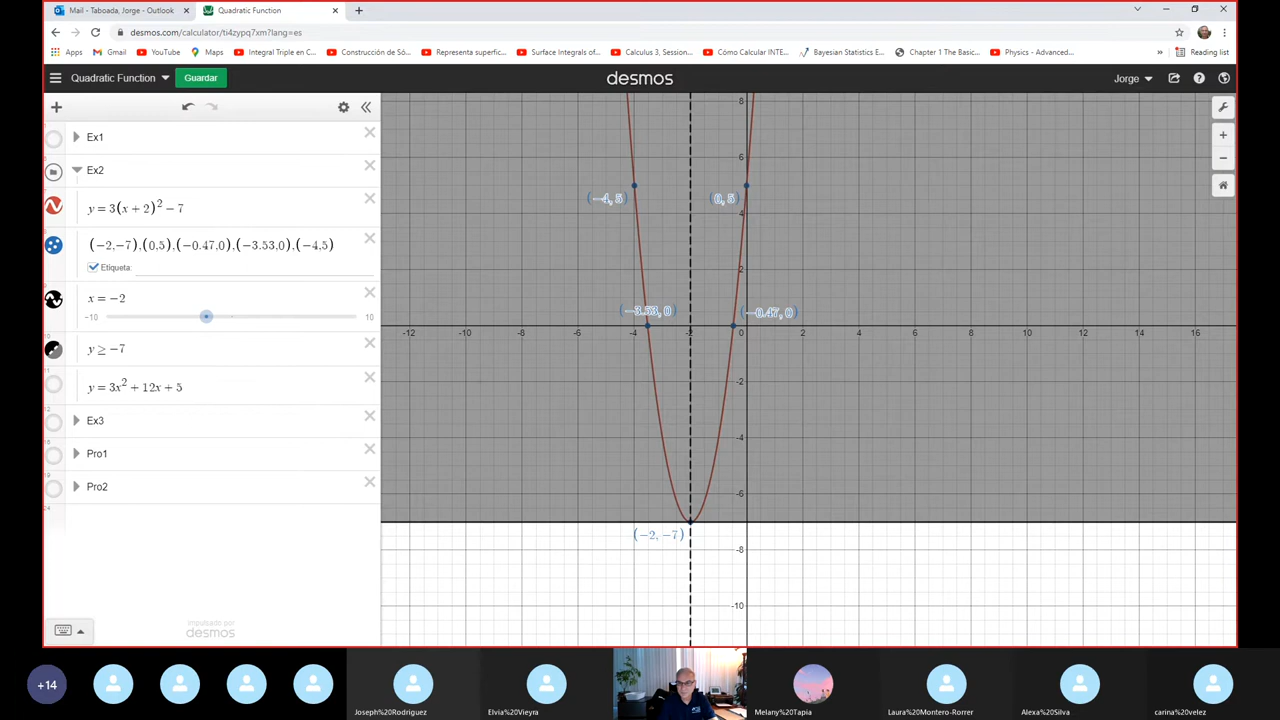 Mail - Taboada, Jorge - Outlook
Quadratic Function
desmos.com/calculator/ti4zypq7xm?lang=es
Apps
Gmail
YouTube
Maps
Integral Triple en C...
Construcción de Só...
Representa superfic...
Surface Integrals of...
Calculus 3, Session...
Cómo Calcular INTE...
Bayesian Statistics E...
Chapter 1 The Basic...
Physics - Advanced...
»
Reading list
Quadratic Function
Guardar
desmos
Jorge
Ex1
Ex2
y = 3(x + 2)² − 7
(−2,−7),(0,5),(−0.47,0),(−3.53,0),(−4,5)
Etiqueta:
x = −2
−10
10
y ≥ −7
y = 3x² + 12x + 5
Ex3
Pro1
Pro2
24
impulsado por
desmos
8
6
4
2
-2
-4
-6
-8
-10
-12
-10
-8
-6
-4
-2
0
2
4
6
8
10
12
14
16
(−4, 5)
(0, 5)
(−3.53, 0)
(−0.47, 0)
(−2, −7)
+14
Joseph%20Rodriguez
Elvia%20Vieyra
Melany%20Tapia
Laura%20Montero-Rorrer
Alexa%20Silva
carina%20velez